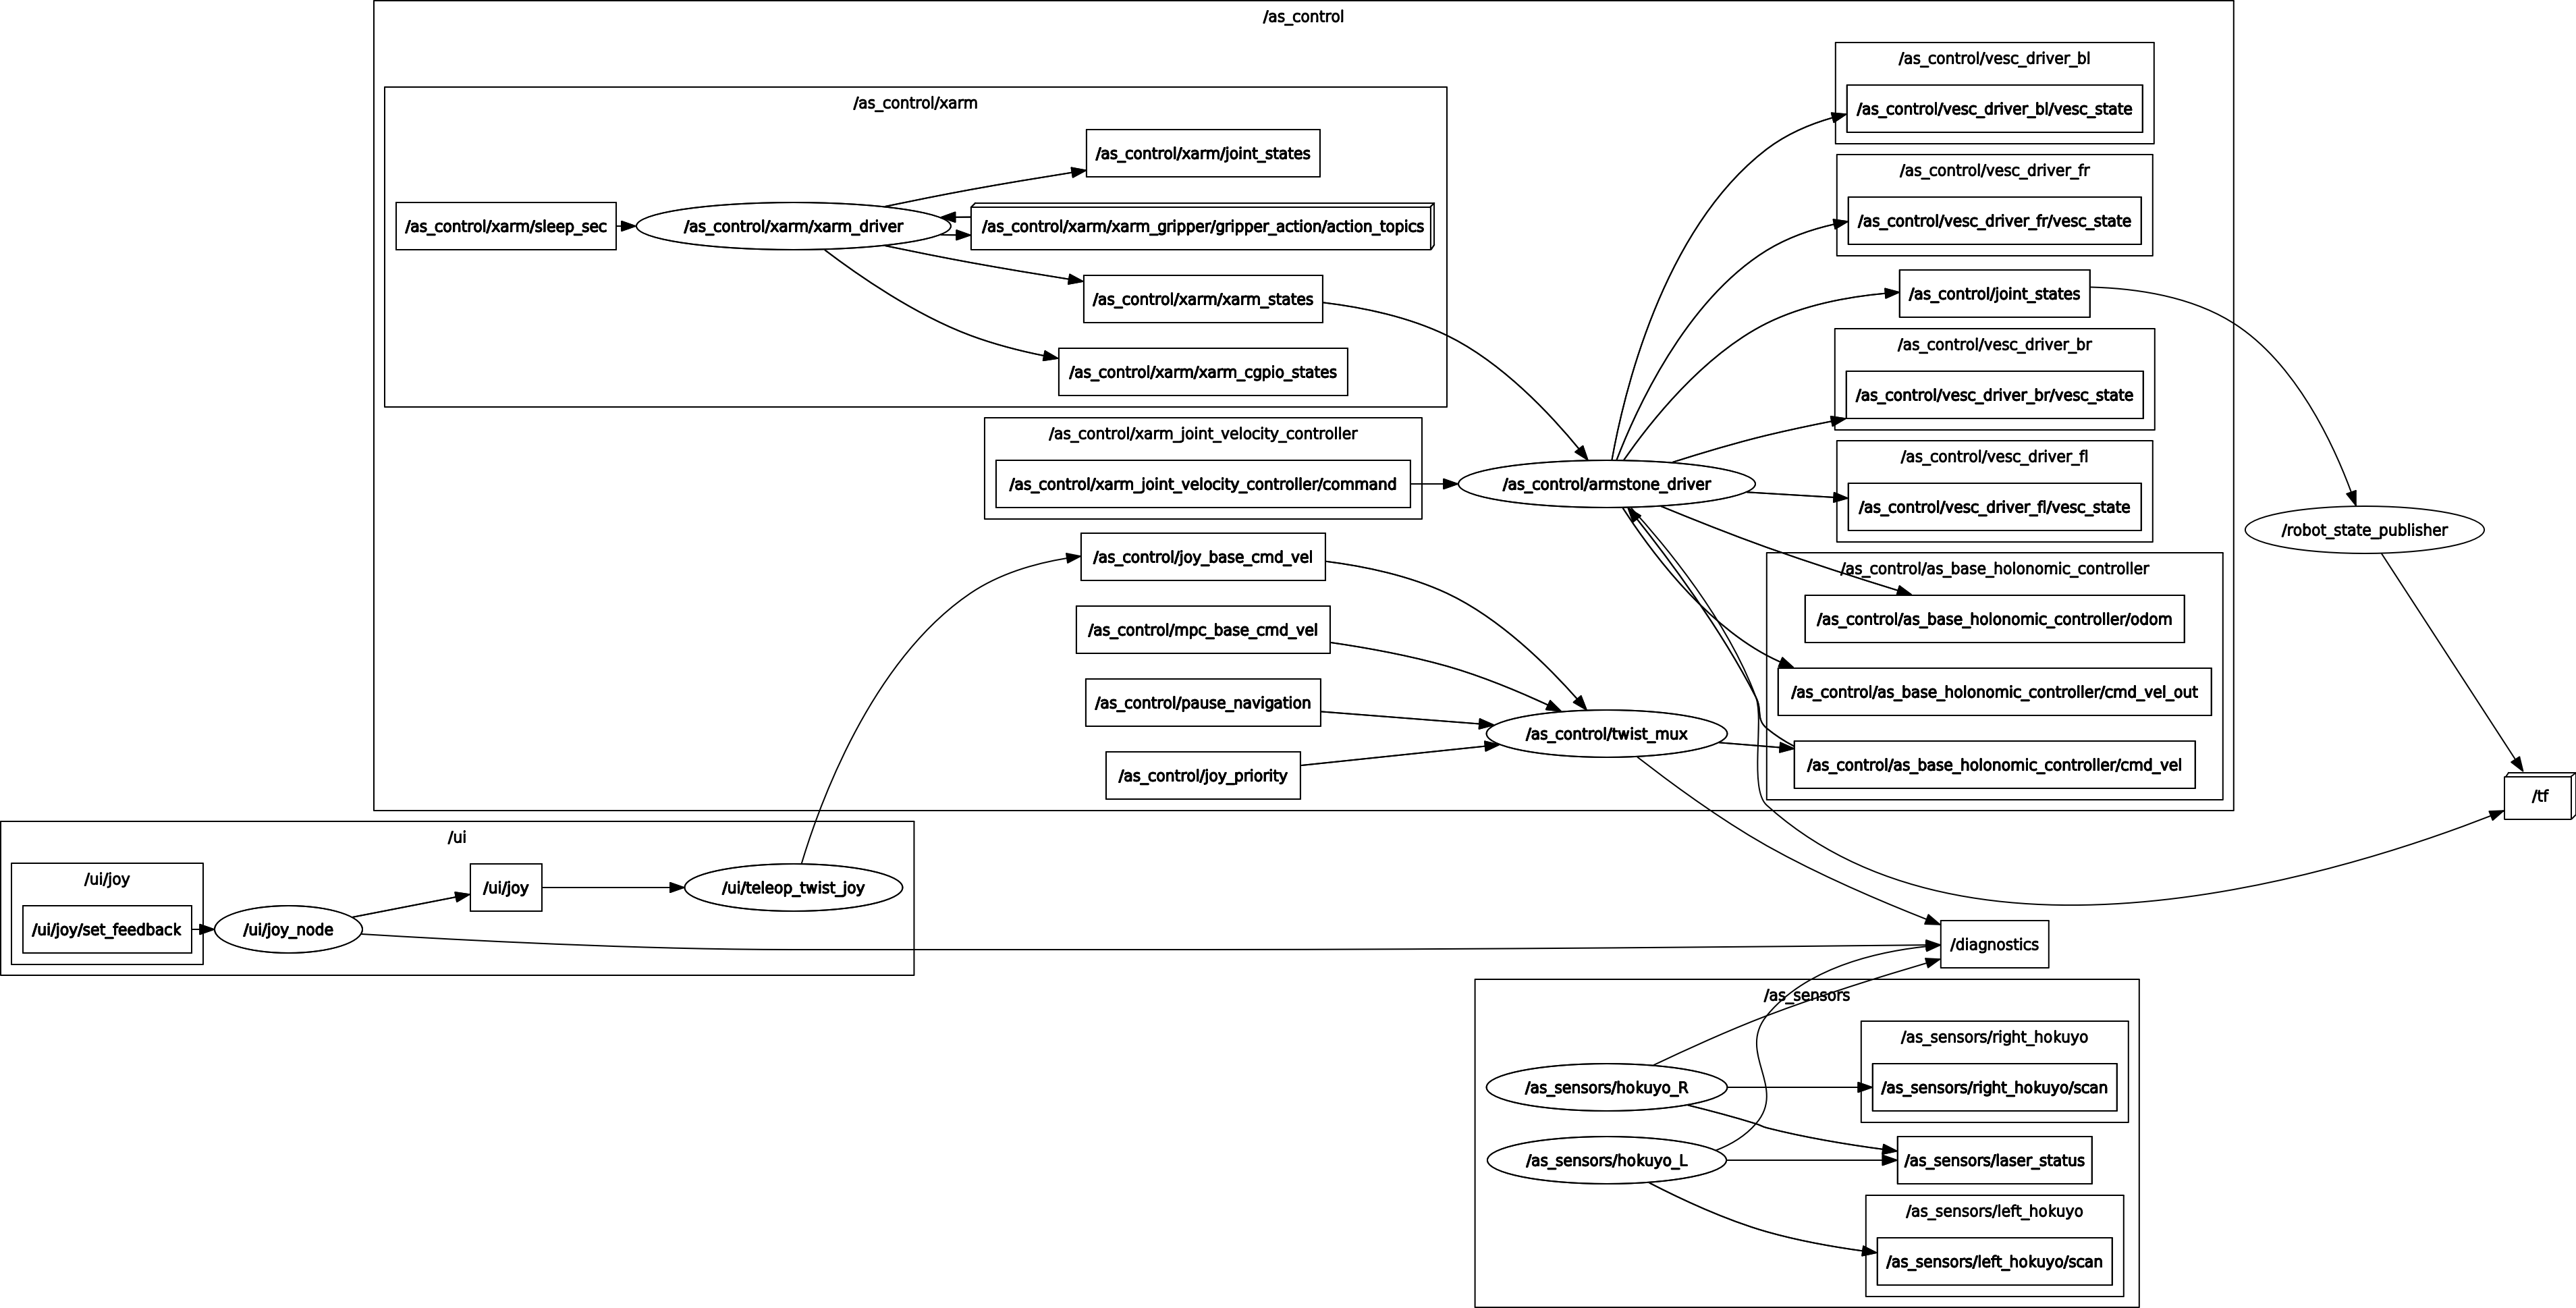 /as_control
/as_control/xarm
/as_control/xarm/joint_states
/as_control/xarm/sleep_sec
/as_control/xarm/xarm_driver
/as_control/xarm/xarm_gripper/gripper_action/action_topics
/as_control/xarm/xarm_states
/as_control/xarm/xarm_cgpio_states
/as_control/xarm_joint_velocity_controller
/as_control/xarm_joint_velocity_controller/command
/as_control/joy_base_cmd_vel
/as_control/mpc_base_cmd_vel
/as_control/pause_navigation
/as_control/joy_priority
/as_control/armstone_driver
/as_control/twist_mux
/as_control/vesc_driver_bl
/as_control/vesc_driver_bl/vesc_state
/as_control/vesc_driver_fr
/as_control/vesc_driver_fr/vesc_state
/as_control/joint_states
/as_control/vesc_driver_br
/as_control/vesc_driver_br/vesc_state
/as_control/vesc_driver_fl
/as_control/vesc_driver_fl/vesc_state
/as_control/as_base_holonomic_controller
/as_control/as_base_holonomic_controller/odom
/as_control/as_base_holonomic_controller/cmd_vel_out
/as_control/as_base_holonomic_controller/cmd_vel
/robot_state_publisher
/tf
/ui
/ui/joy
/ui/joy/set_feedback
/ui/joy_node
/ui/joy
/ui/teleop_twist_joy
/diagnostics
/as_sensors
/as_sensors/hokuyo_R
/as_sensors/hokuyo_L
/as_sensors/right_hokuyo
/as_sensors/right_hokuyo/scan
/as_sensors/laser_status
/as_sensors/left_hokuyo
/as_sensors/left_hokuyo/scan